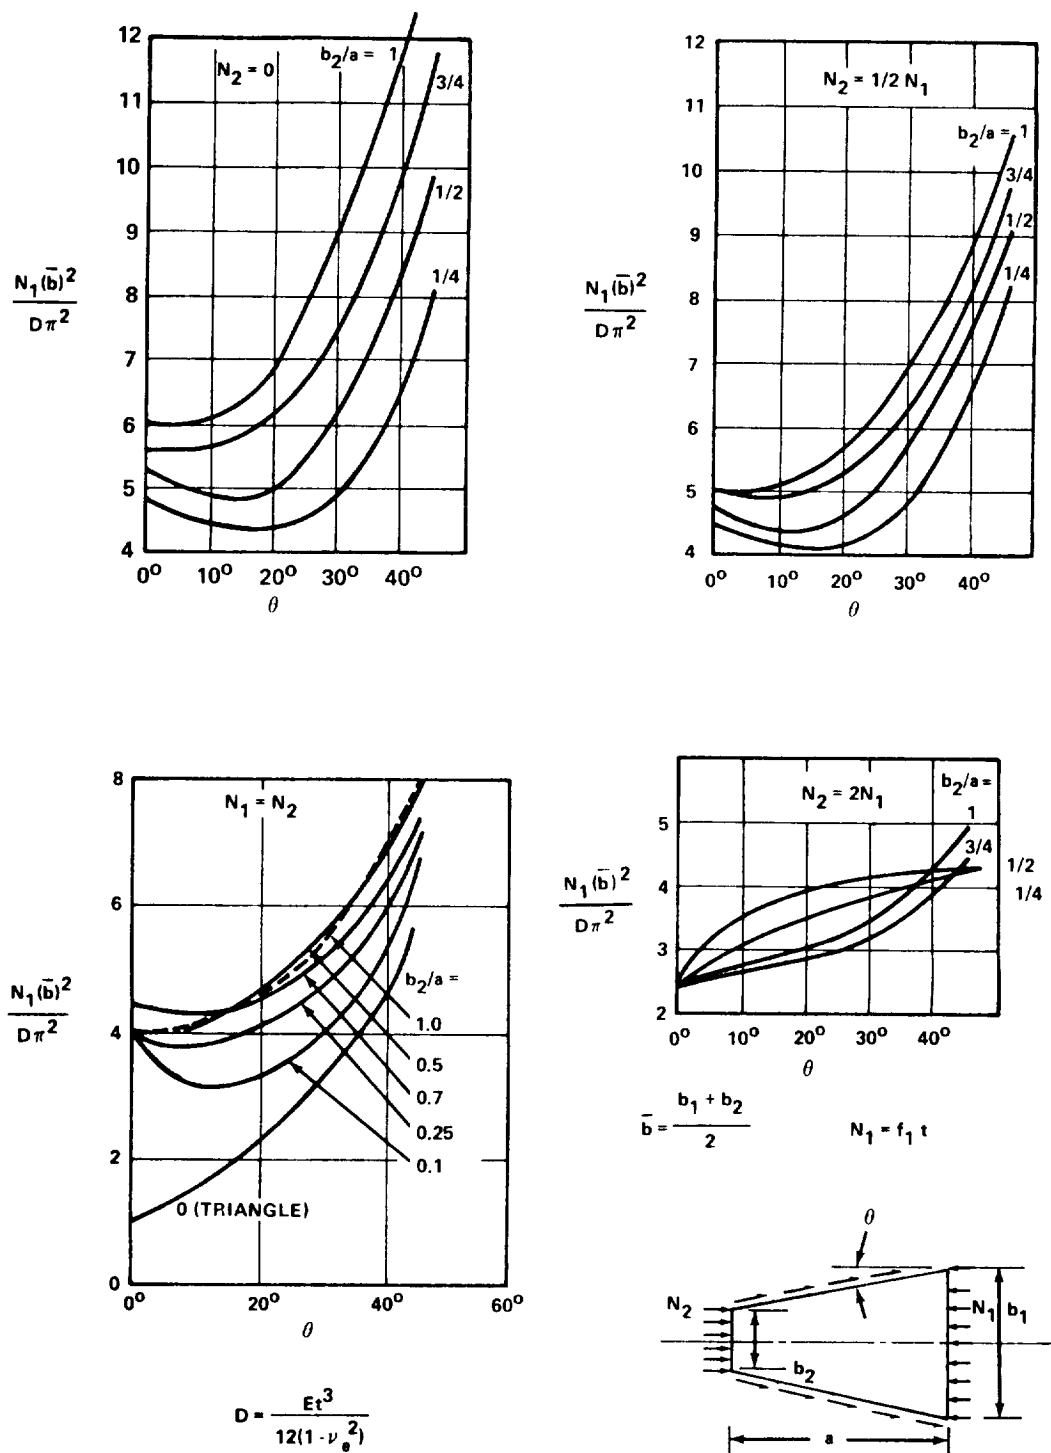 N₂ = 0
b₂/a = 1
3/4
1/2
1/4
12
11
10
9
8
7
6
5
4
N₁(b̄)²
Dπ²
0° 10° 20° 30° 40°
θ
N₂ = 1/2 N₁
b₂/a = 1
3/4
1/2
1/4
12
11
10
9
8
7
6
5
4
N₁(b̄)²
Dπ²
0° 10° 20° 30° 40°
θ
N₁ = N₂
8
6
4
2
0
N₁(b̄)²
Dπ²
b₂/a =
1.0
0.5
0.7
0.25
0.1
0 (TRIANGLE)
0° 20° 40° 60°
θ
N₂ = 2N₁
b₂/a =
1
3/4
1/2
1/4
5
4
3
2
N₁(b̄)²
Dπ²
0° 10° 20° 30° 40°
θ
b̄ = b₁ + b₂
2
N₁ = f₁ t
θ
N₂
N₁
b₁
b₂
a
D = Et³
12(1 - νₑ²)